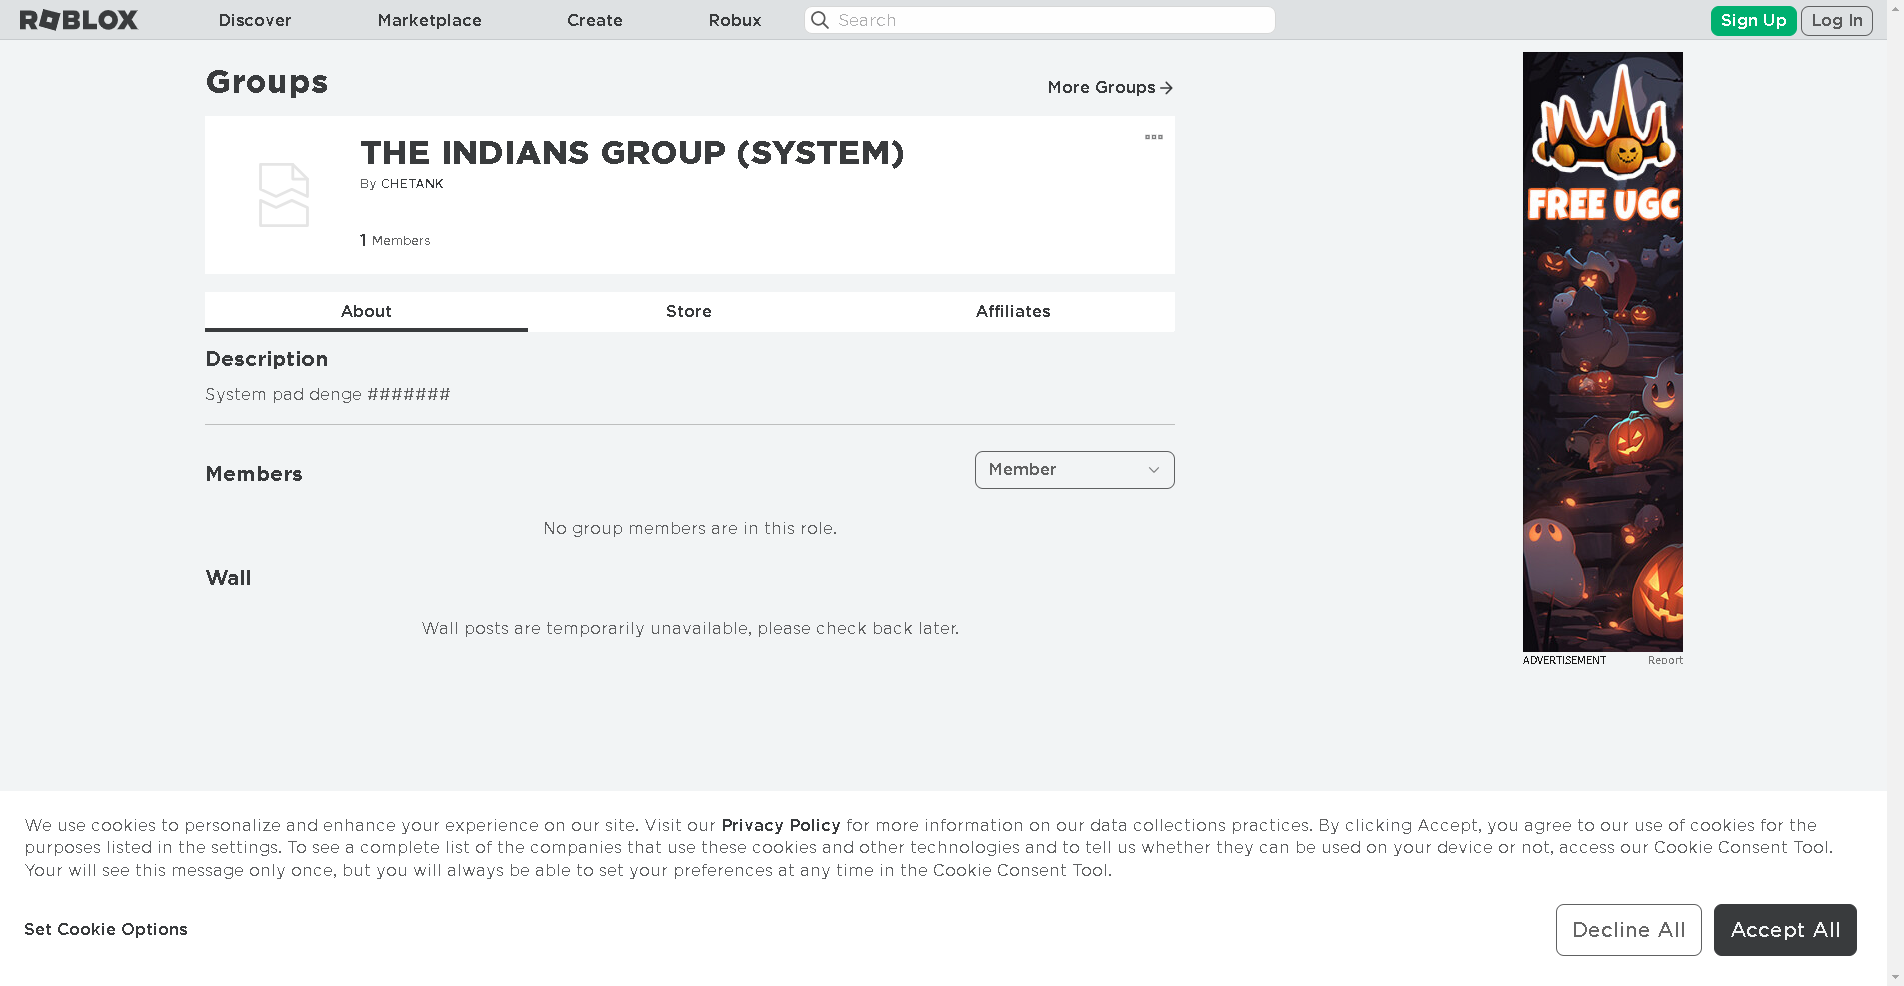 ROBLOX Discover Marketplace Create Robux Search Sign Up Log In
Groups
More Groups
THE INDIANS GROUP (SYSTEM)
By CHETANK
1 Members
About Store Affiliates
Description
System pad denge #######
Members
Member
No group members are in this role.
Wall
Wall posts are temporarily unavailable, please check back later.
FREE UGC
ADVERTISEMENT Report
We use cookies to personalize and enhance your experience on our site. Visit our Privacy Policy for more information on our data collections practices. By clicking Accept, you agree to our use of cookies for the
purposes listed in the settings. To see a complete list of the companies that use these cookies and other technologies and to tell us whether they can be used on your device or not, access our Cookie Consent Tool.
Your will see this message only once, but you will always be able to set your preferences at any time in the Cookie Consent Tool.
Set Cookie Options
Decline All
Accept All